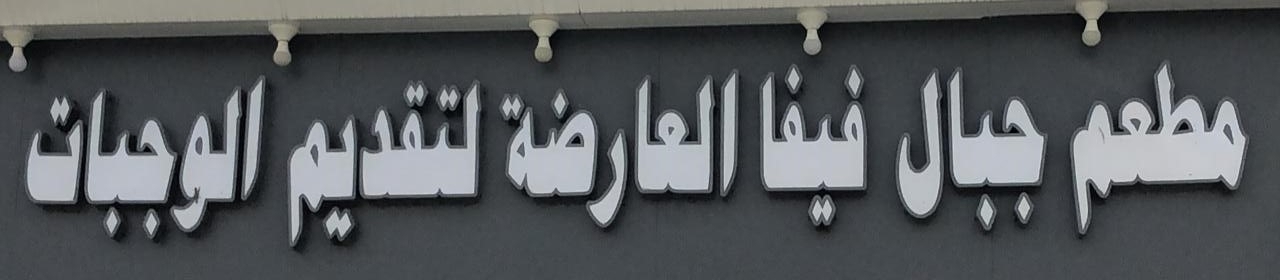 مطعم جبال فيفا العارضة لتقديم الوجبات